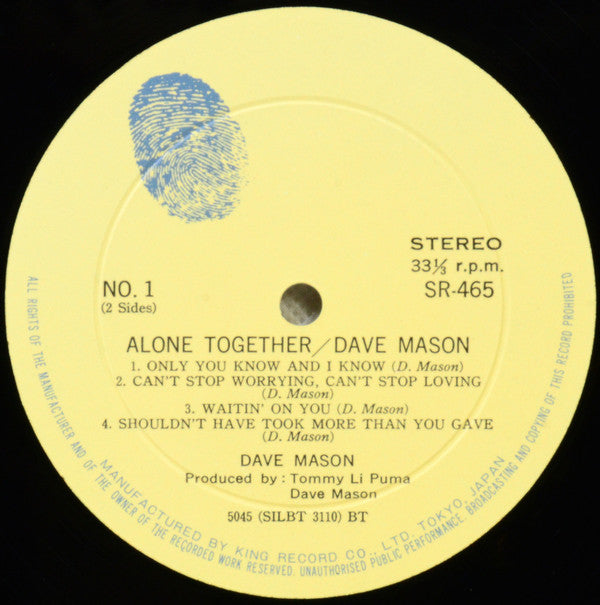 STEREO
33⅓ r.p.m.
NO. 1
SR-465
(2 Sides)
ALONE TOGETHER/DAVE MASON
1. ONLY YOU KNOW AND I KNOW (D. Mason)
2. CAN'T STOP WORRYING, CAN'T STOP LOVING
(D. Mason)
3. WAITIN' ON YOU (D. Mason)
4. SHOULDN'T HAVE TOOK MORE THAN YOU GAVE
(D. Mason)
DAVE MASON
Produced by : Tommy Li Puma
Dave Mason
5045 (SILBT 3110) BT
MANUFACTURED BY KING RECORD CO., LTD. TOKYO, JAPAN
ALL RIGHTS OF THE MANUFACTURER AND OF THE OWNER OF THE RECORDED WORK RESERVED. UNAUTHORISED PUBLIC PERFORMANCE. BROADCASTING AND COPYING OF THIS RECORD PROHIBITED